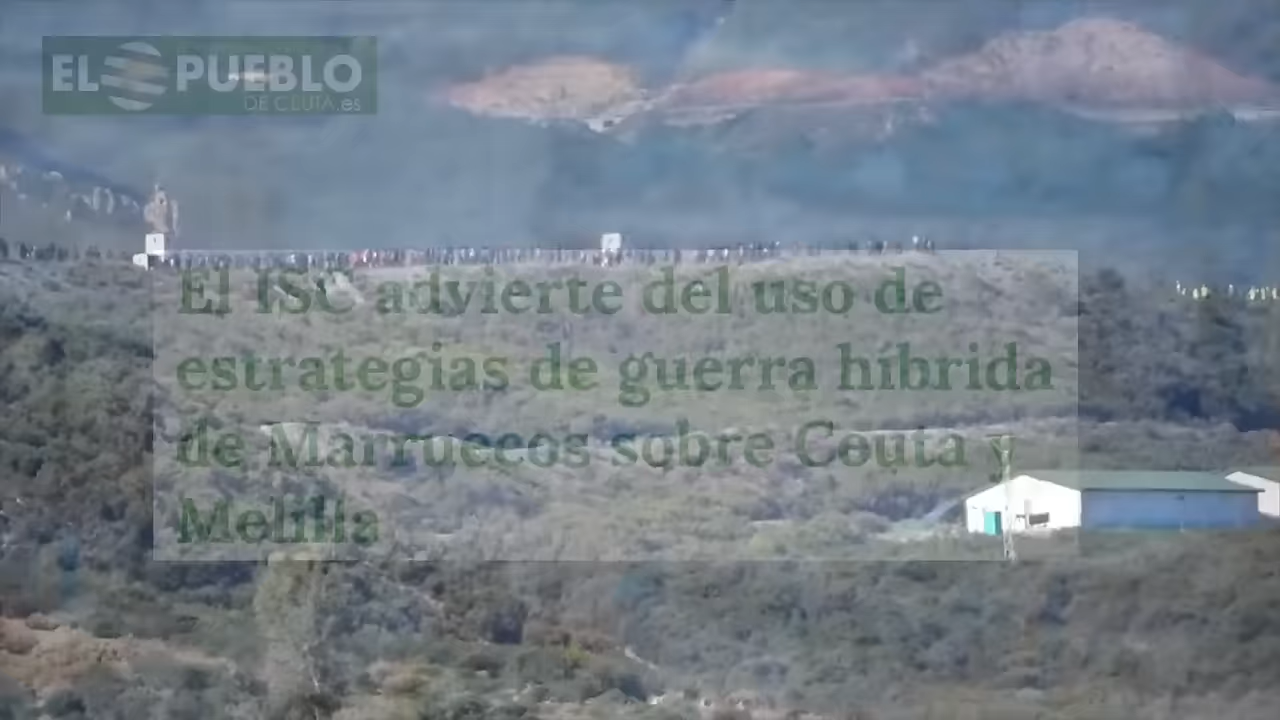 EL PUEBLO
DE CEUTA.es
El ISC advierte del uso de
estrategias de guerra híbrida
de Marruecos sobre Ceuta y
Melilla